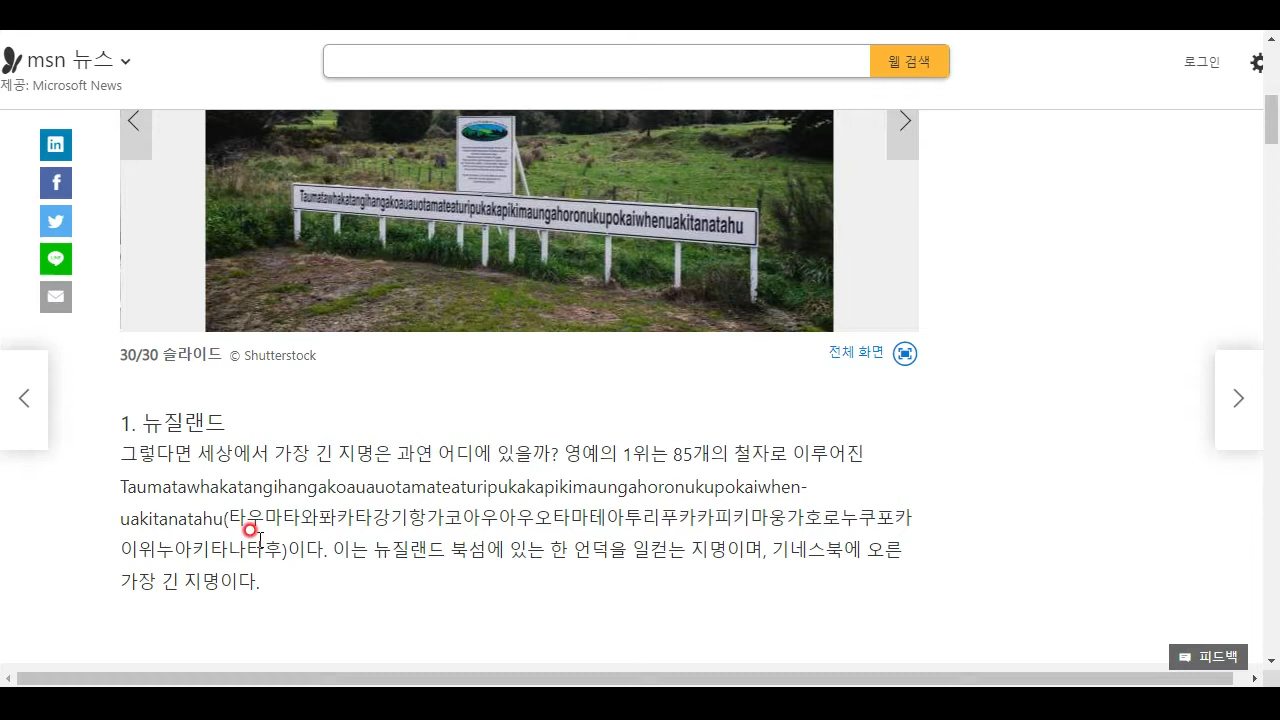 msn 뉴스
제공: Microsoft News
웹 검색
로그인
Taumatawhakatangihangakoauauotamateaturipukakapikimaungahoronukupokaiwhenuakitanatahu
30/30 슬라이드 © Shutterstock
전체 화면
1. 뉴질랜드
그렇다면 세상에서 가장 긴 지명은 과연 어디에 있을까? 영예의 1위는 85개의 철자로 이루어진
Taumatawhakatangihangakoauauotamateaturipukakapikimaungahoronukupokaiwhen-
uakitanatahu(타우마타와퐈카타강기항가코아우아우오타마테아투리푸카카피키마웅가호로누쿠포카
이위누아키타나타후)이다. 이는 뉴질랜드 북섬에 있는 한 언덕을 일컫는 지명이며, 기네스북에 오른
가장 긴 지명이다.
피드백